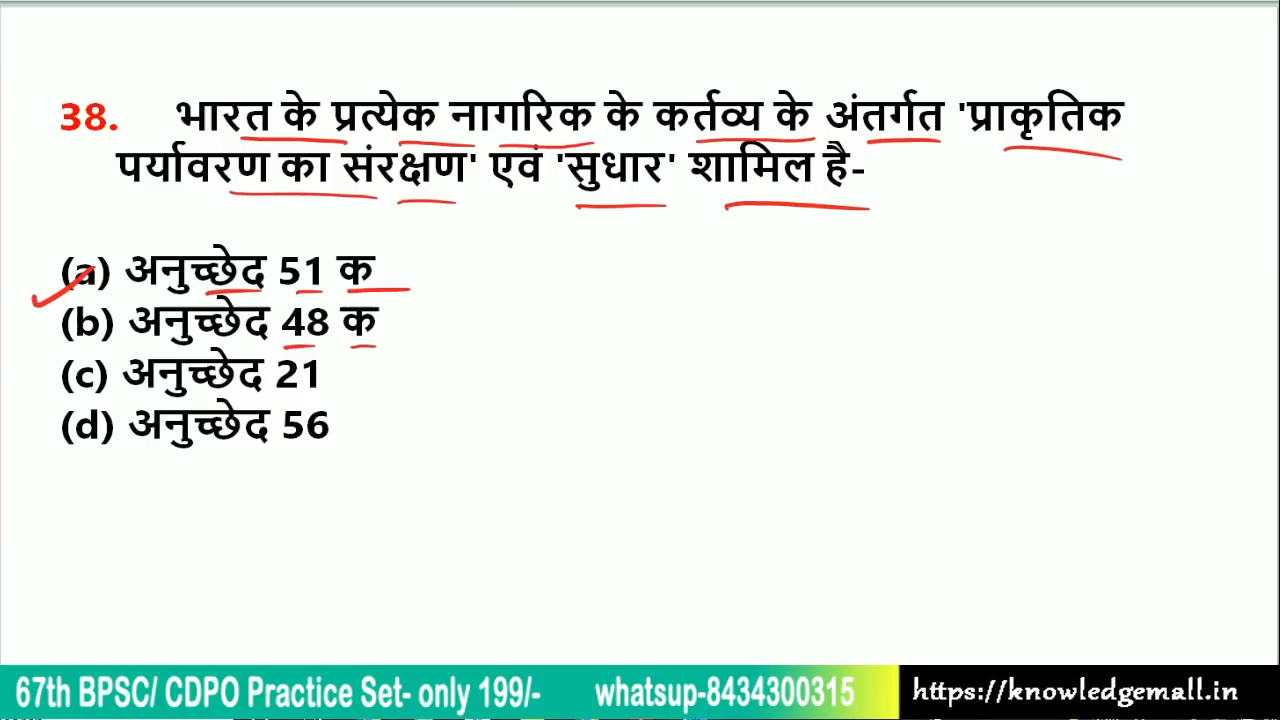 38. भारत के प्रत्येक नागरिक के कर्तव्य के अंतर्गत 'प्राकृतिक
पर्यावरण का संरक्षण' एवं 'सुधार' शामिल है-
(a) अनुच्छेद 51 क
(b) अनुच्छेद 48 क
(c) अनुच्छेद 21
(d) अनुच्छेद 56
67th BPSC/ CDPO Practice Set- only 199/- whatsup-8434300315 https://knowledgemall.in